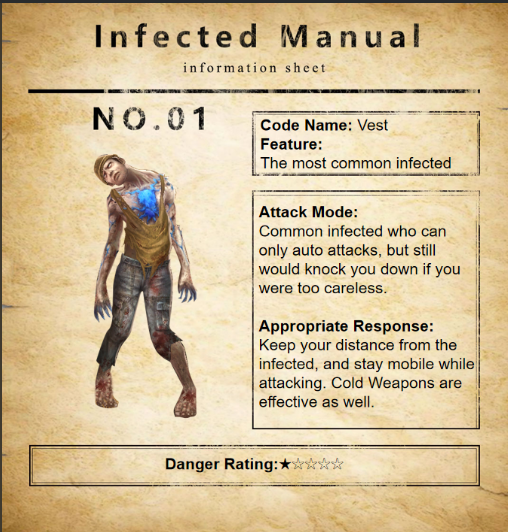 Infected Manual
information sheet
NO.01
Code Name: Vest
Feature:
The most common infected
Attack Mode:
Common infected who can
only auto attacks, but still
would knock you down if you
were too careless.
Appropriate Response:
Keep your distance from the
infected, and stay mobile while
attacking. Cold Weapons are
effective as well.
Danger Rating:★☆☆☆☆